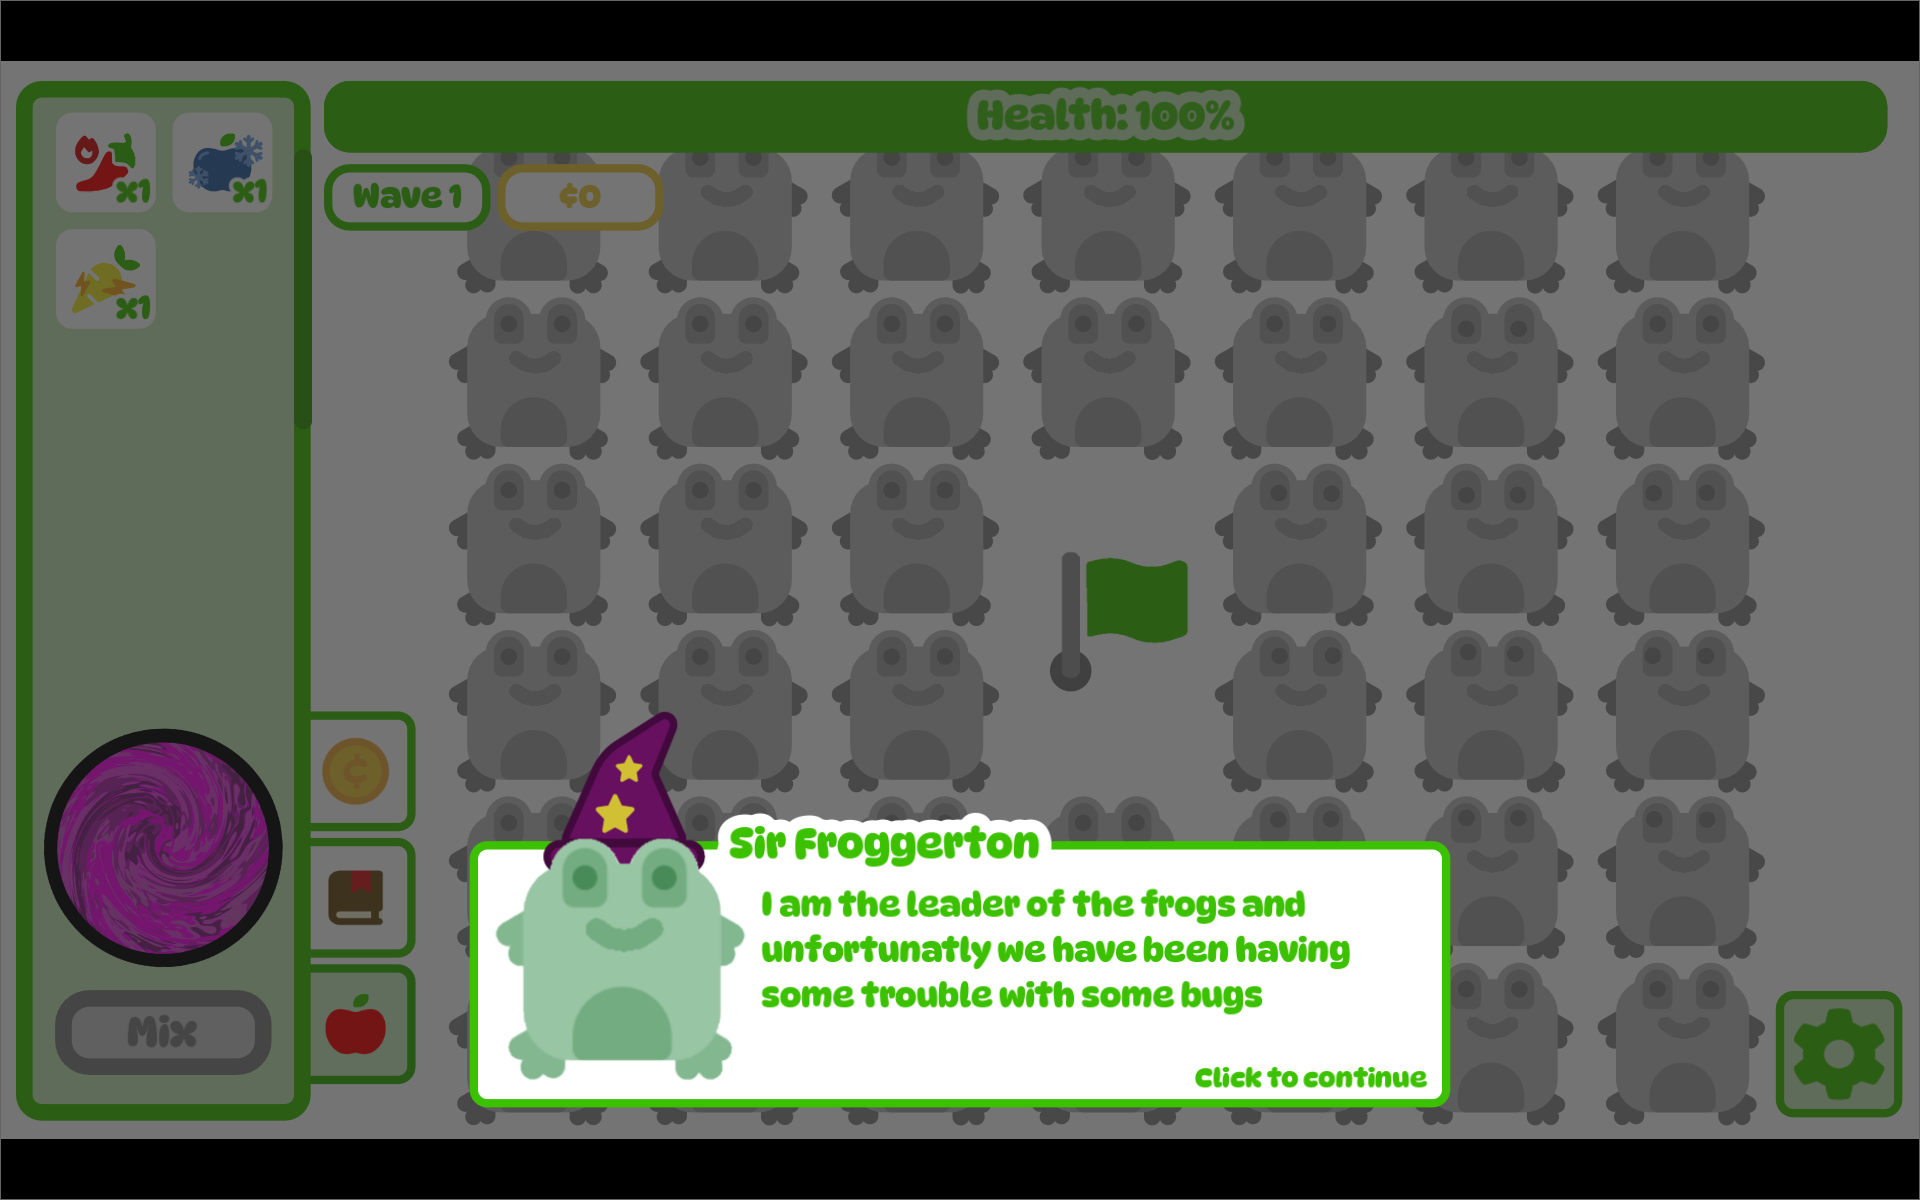 Health: 100%
x1
x1
Wave 1
¢0
x1
¢
Sir Froggerton
I am the leader of the frogs and
unfortunatly we have been having
some trouble with some bugs
Mix
Click to continue